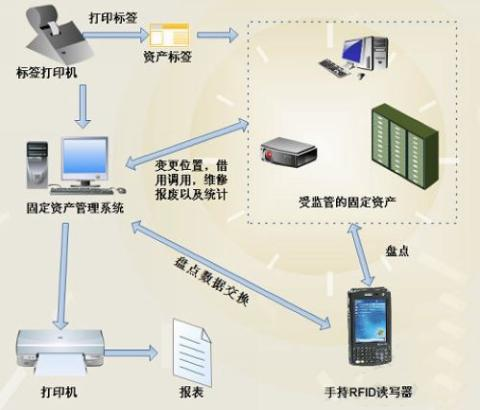 打印标签
资产标签
标签打印机
变更位置，借
用调用，维修
报废以及统计
受监管的固定资产
固定资产管理系统
盘点
盘点数据交换
打印机
报表
手持RFID读写器